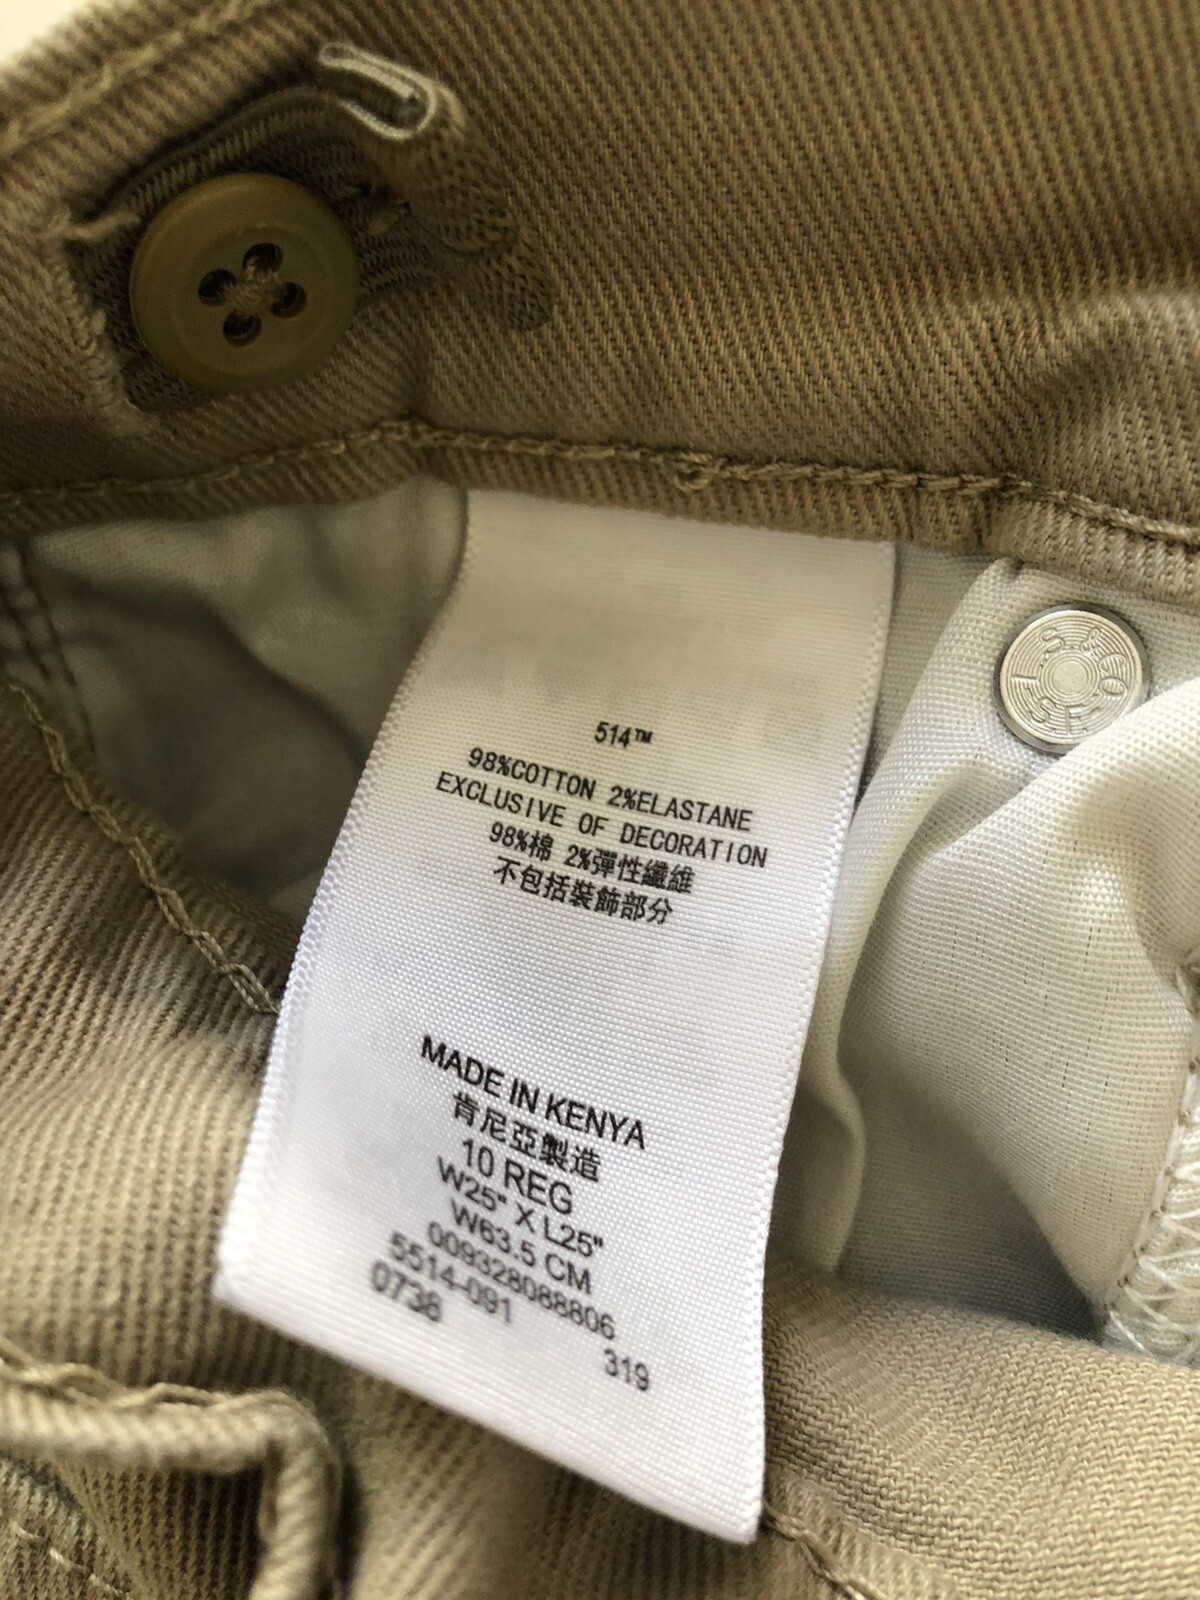 514™
98%COTTON 2%ELASTANE
EXCLUSIVE OF DECORATION
98%棉 2%彈性纖維
不包括裝飾部分
MADE IN KENYA
肯尼亞製造
10 REG
W25" X L25"
W63.5 CM
009328088806
5514-091
0738
319